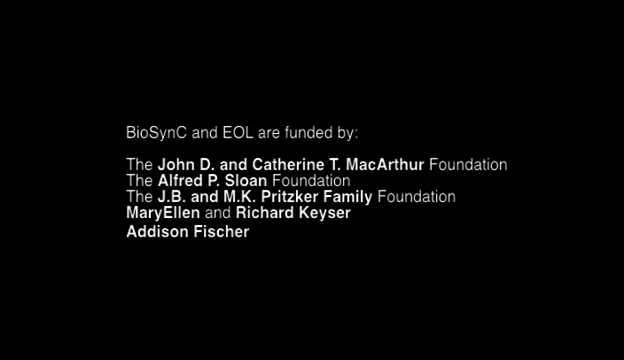 BioSynC and EOL are funded by:
The John D. and Catherine T. MacArthur Foundation
The Alfred P. Sloan Foundation
The J.B. and M.K. Pritzker Family Foundation
MaryEllen and Richard Keyser
Addison Fischer